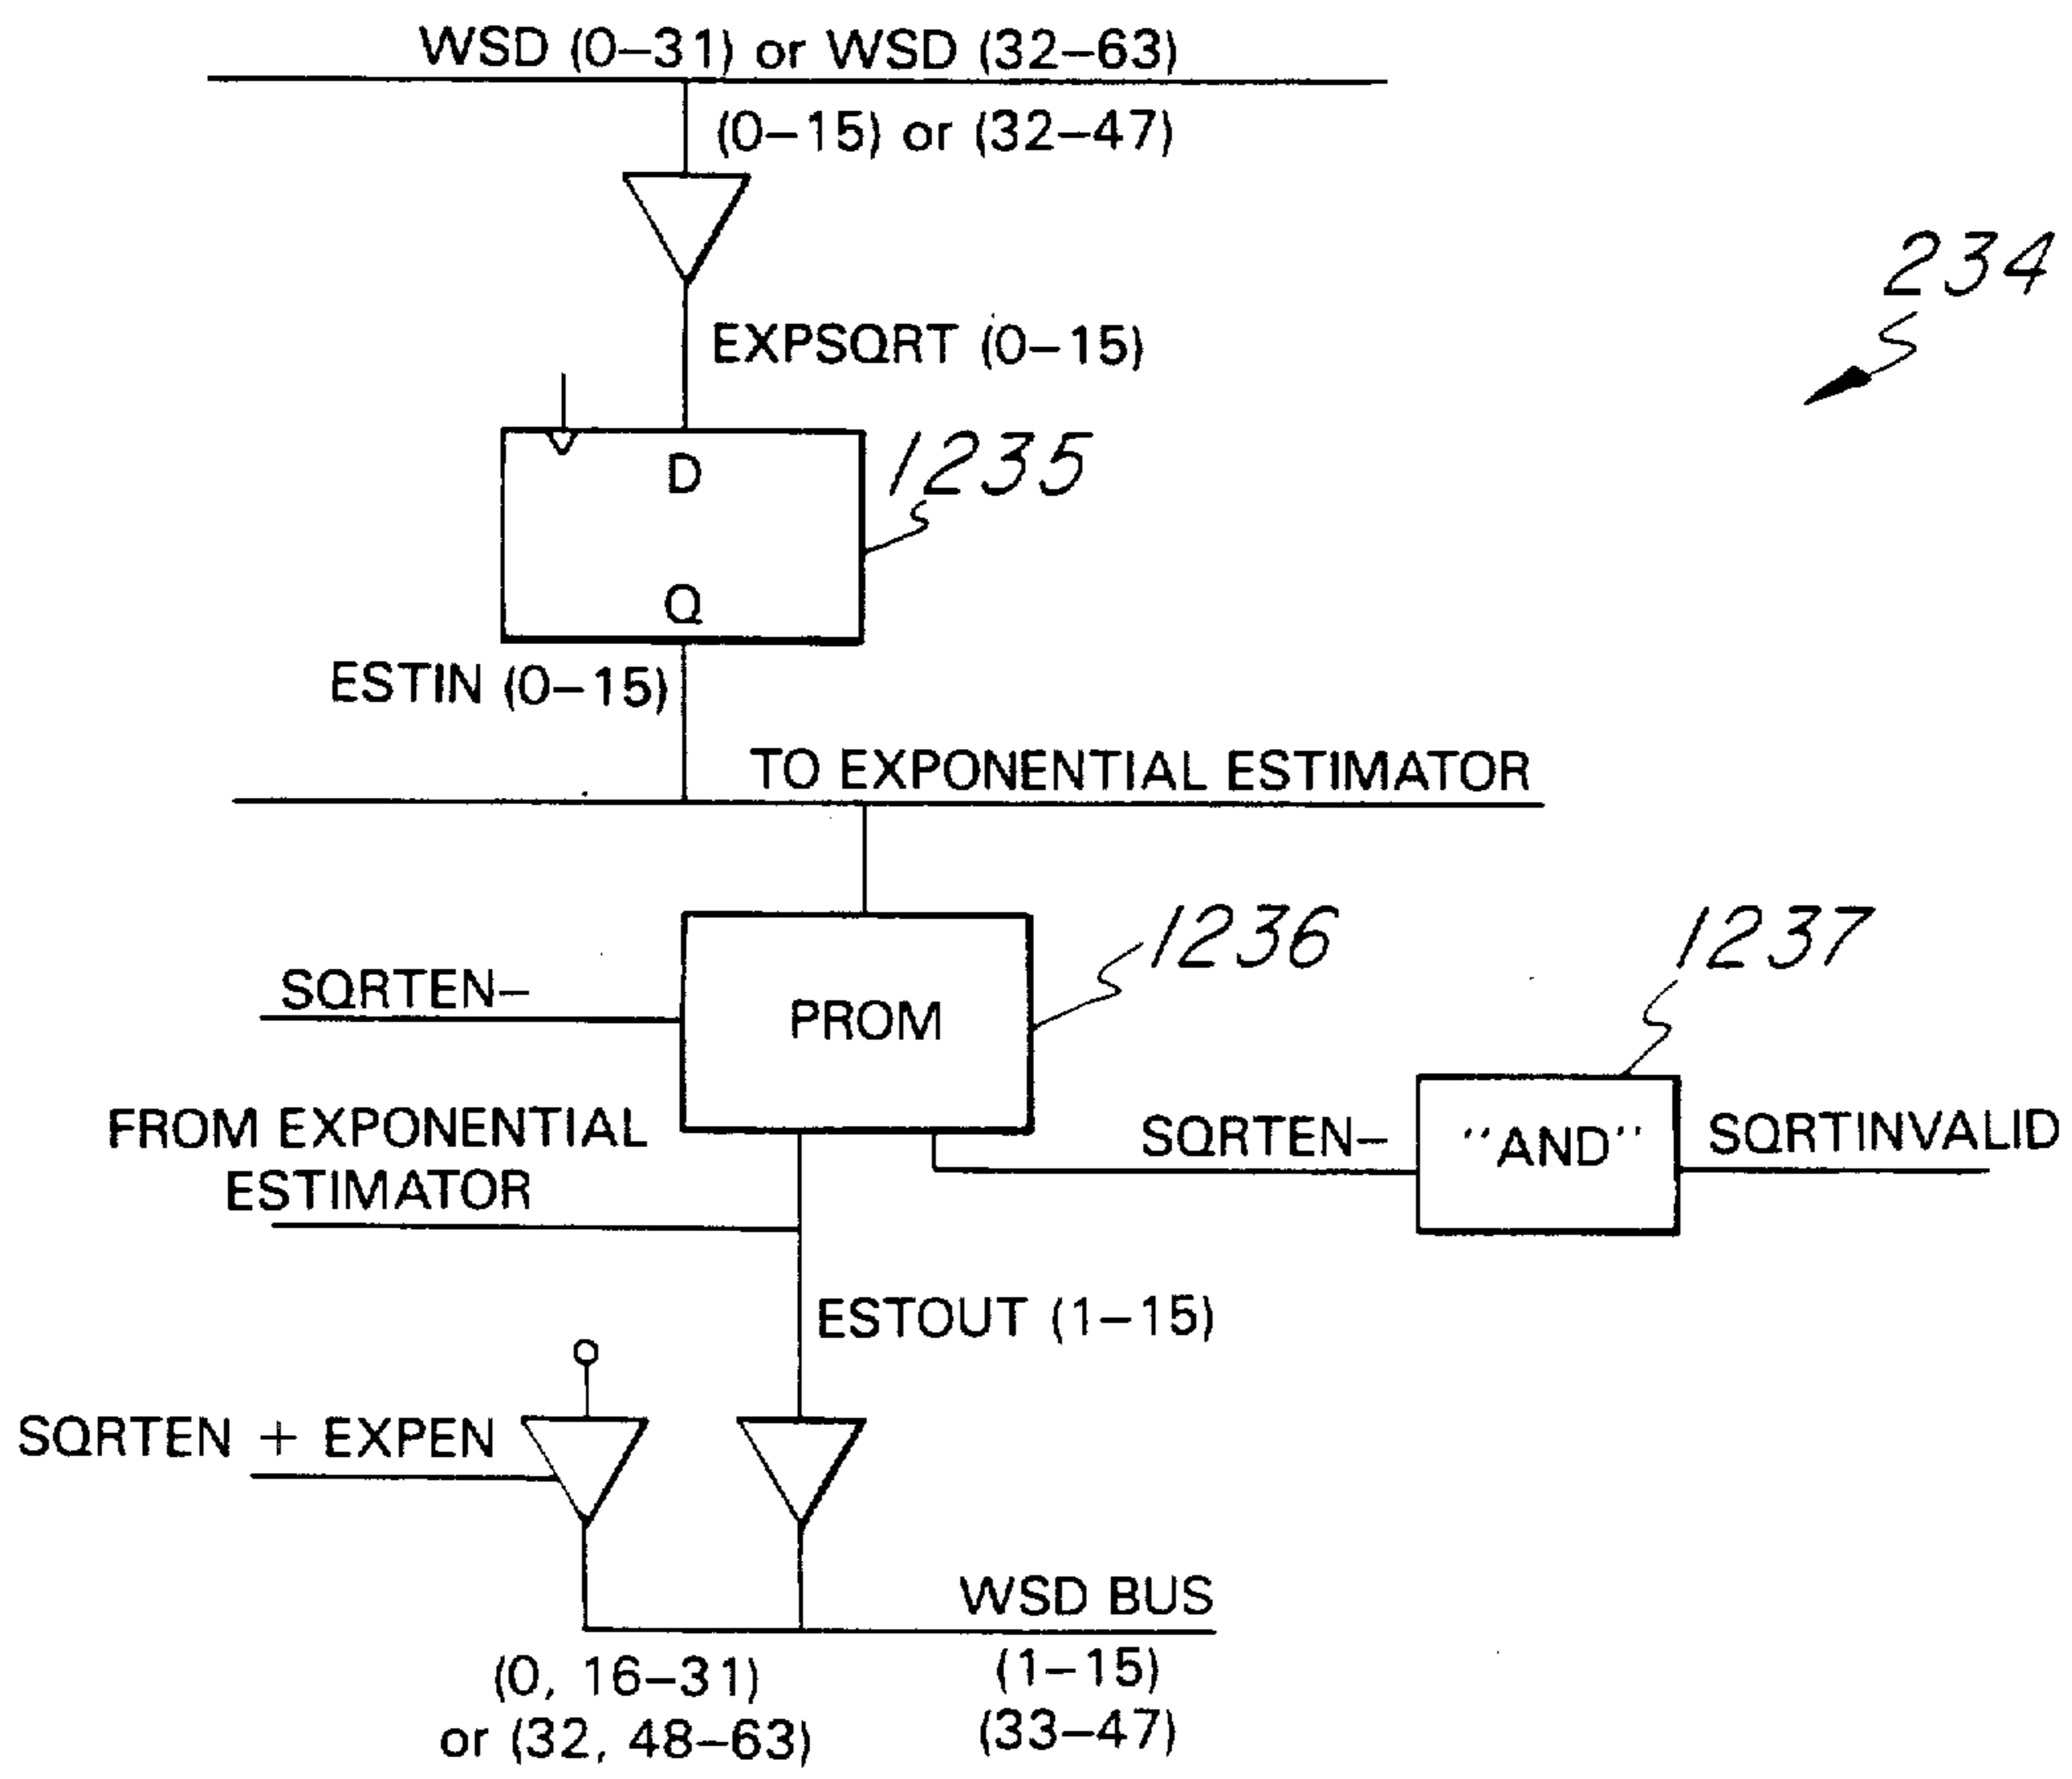 WSD (0–31) or WSD (32–63)
(0–15) or (32–47)
234
EXPSQRT (0–15)
D
1235
Q
ESTIN (0–15)
TO EXPONENTIAL ESTIMATOR
1236
1237
SQRTEN–
PROM
FROM EXPONENTIAL
ESTIMATOR
SQRTEN–
"AND"
SQRTINVALID
ESTOUT (1–15)
SQRTEN + EXPEN
WSD BUS
(0, 16–31)
or (32, 48–63)
(1–15)
(33–47)